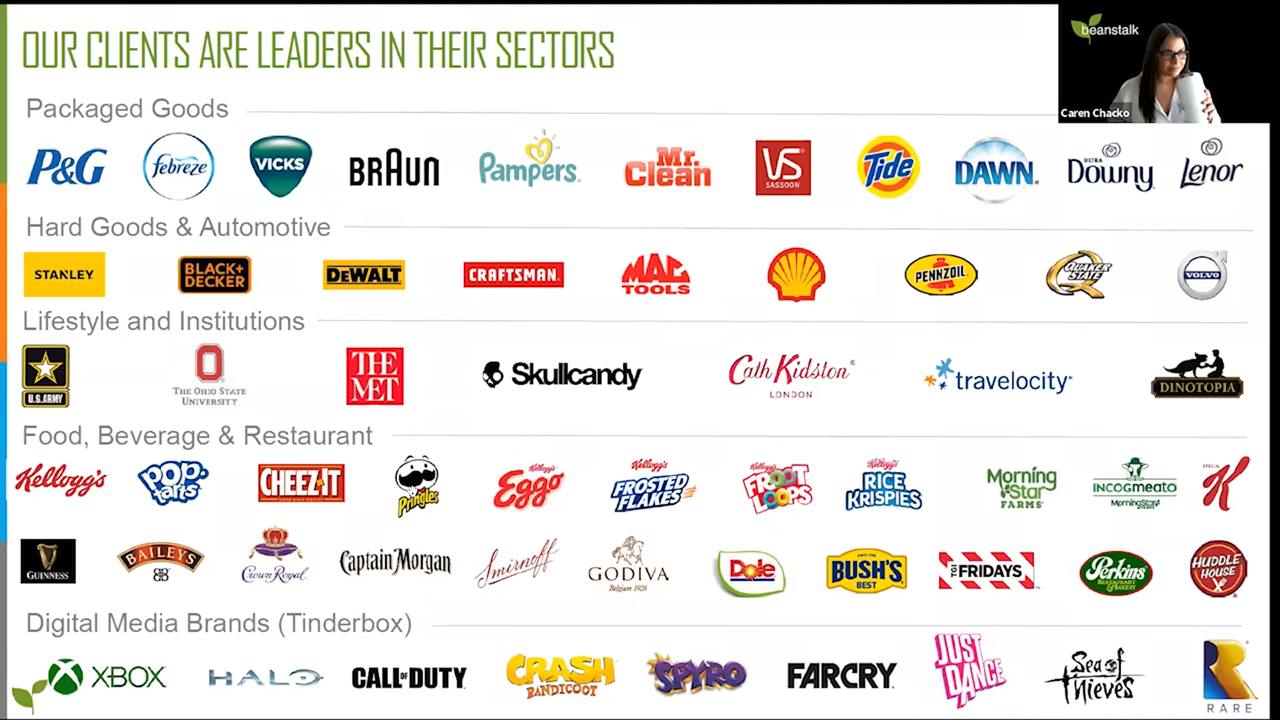 OUR CLIENTS ARE LEADERS IN THEIR SECTORS
beanstalk
Caren Chacko
Packaged Goods
P&G
febreze
VICKS
BRAUN
Pampers.
Mr. Clean
VS SASSOON
Tide
DAWN.
ULTRA Downy
Lenor
Hard Goods & Automotive
STANLEY
BLACK+ DECKER
DEWALT
CRAFTSMAN
MAC TOOLS
PENNZOIL
QUAKER STATE
VOLVO
Lifestyle and Institutions
U.S.ARMY
THE OHIO STATE UNIVERSITY
THE MET
Skullcandy
Cath Kidston LONDON
travelocity
DINOTOPIA
Food, Beverage & Restaurant
Kellogg's
POP-tarts
CHEEZ-IT
Pringles
Kellogg's Eggo
Kellogg's FROSTED FLAKES
Kellogg's FROOT LOOPS
Kellogg's RICE KRISPIES
Morning Star FARMS
INCOGMEATO MorningStar FARMS
SPECIAL K
GUINNESS
BAILEYS
Crown Royal
Captain Morgan
Smirnoff
GODIVA Belgium 1926
Dole
BUSH'S BEST
TGI FRIDAYS
Perkins RESTAURANT & BAKERY
HUDDLE HOUSE
Digital Media Brands (Tinderbox)
XBOX
HALO
CALL OF DUTY
CRASH BANDICOOT
SPYRO
FARCRY
JUST DANCE
Sea of Thieves
R RARE